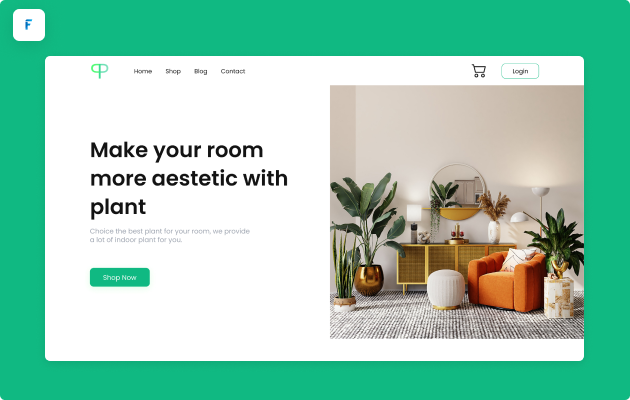 F
Home Shop Blog Contact
Login
Make your room
more aestetic with
plant
Choice the best plant for your room, we provide
a lot of indoor plant for you.
Shop Now